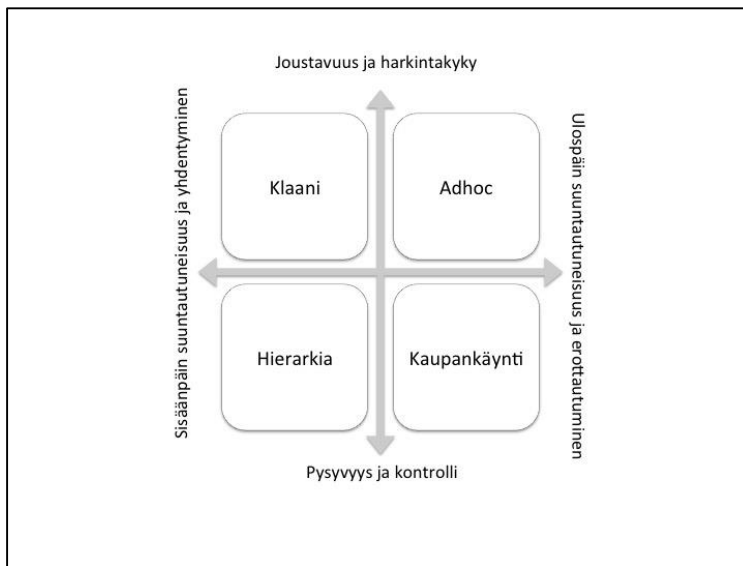 Joustavuus ja harkintakyky
Sisäänpäin suuntautuneisuus ja yhdentyminen
Klaani
Adhoc
Ulospäin suuntautuneisuus ja erottautuminen
Hierarkia
Kaupankäynti
Pysyvyys ja kontrolli